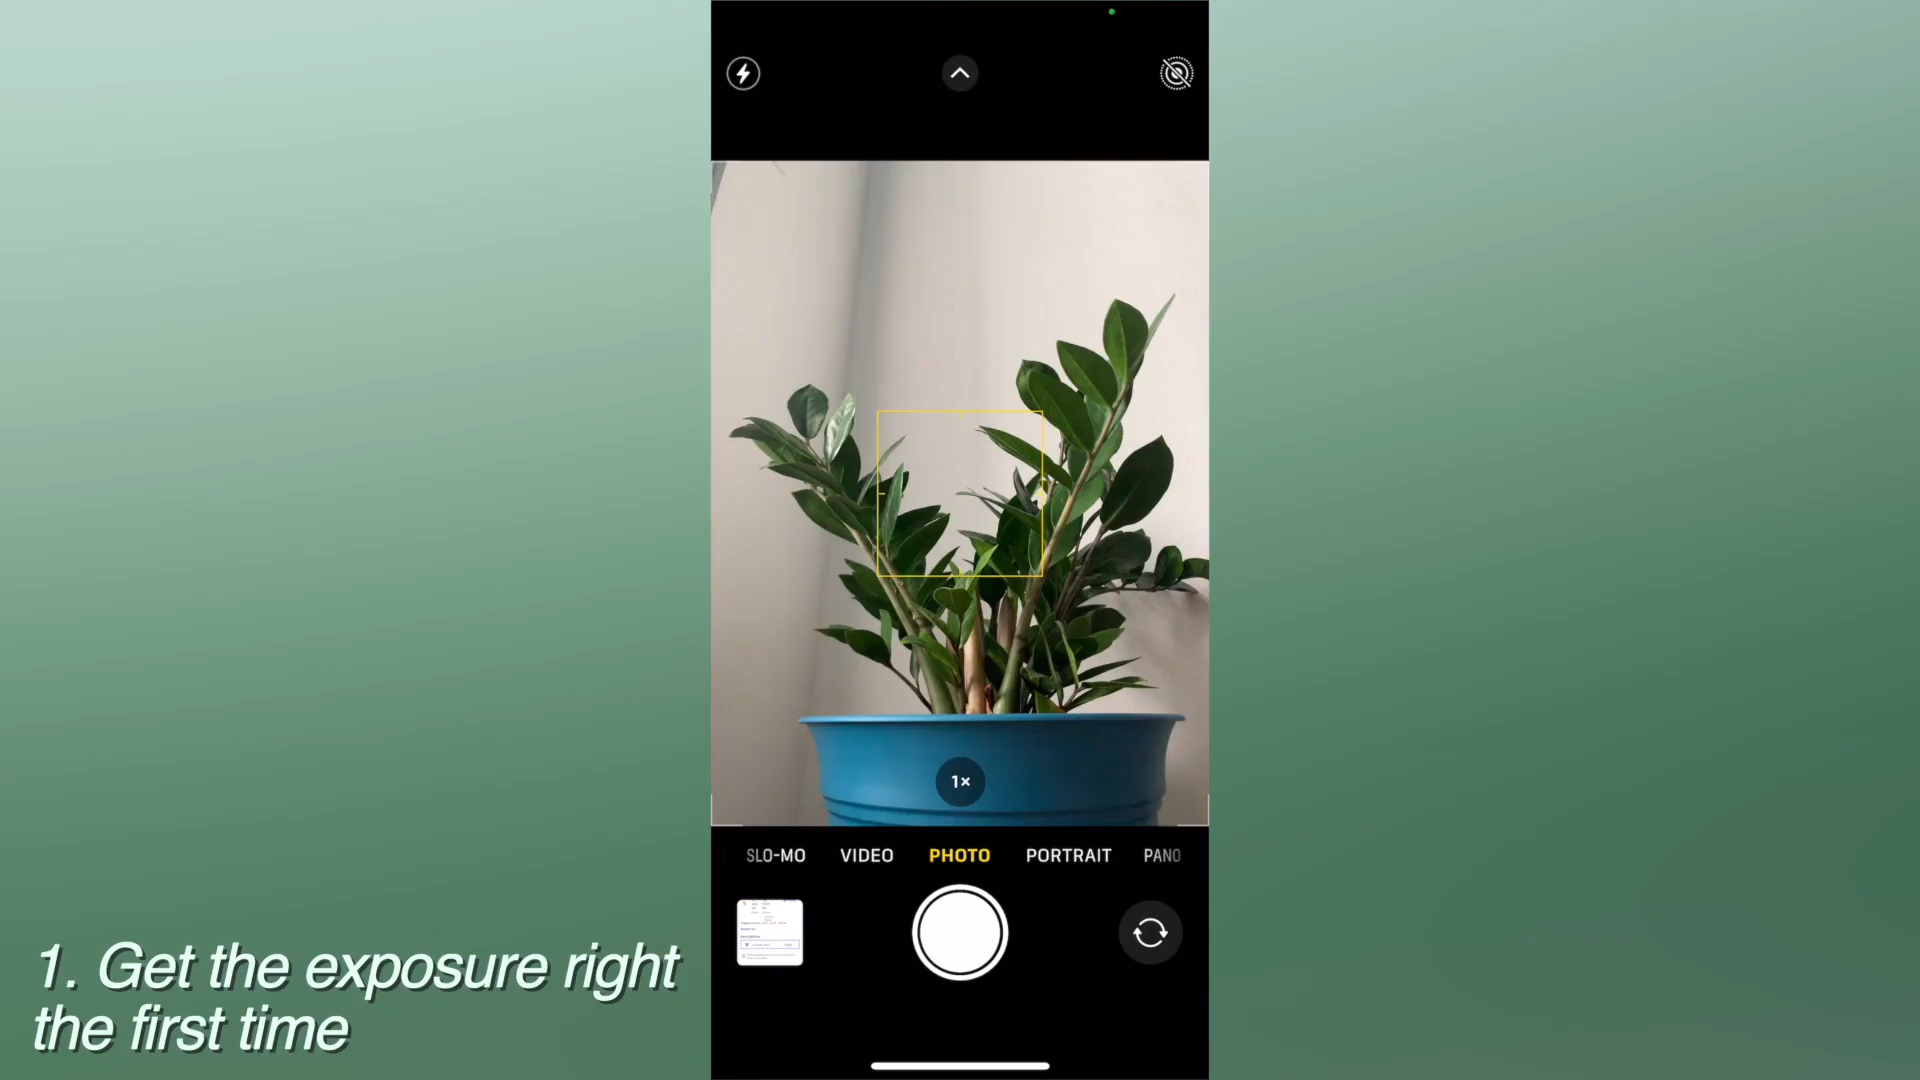 1×
SLO-MO VIDEO PHOTO PORTRAIT PANO
1. Get the exposure right
the first time